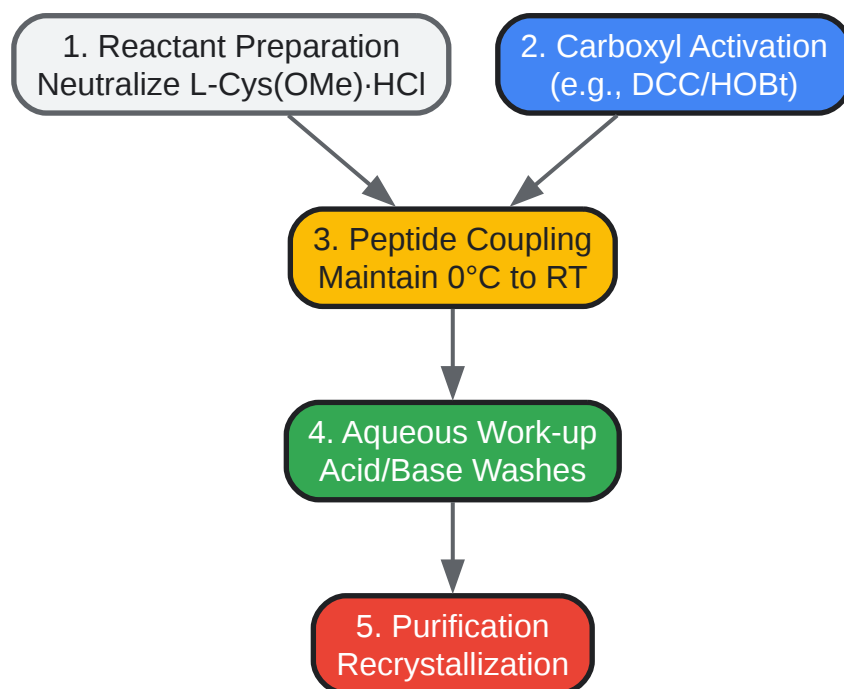 1. Reactant Preparation
Neutralize L-Cys(OMe)·HCl
2. Carboxyl Activation
(e.g., DCC/HOBt)
3. Peptide Coupling
Maintain 0°C to RT
4. Aqueous Work-up
Acid/Base Washes
5. Purification
Recrystallization